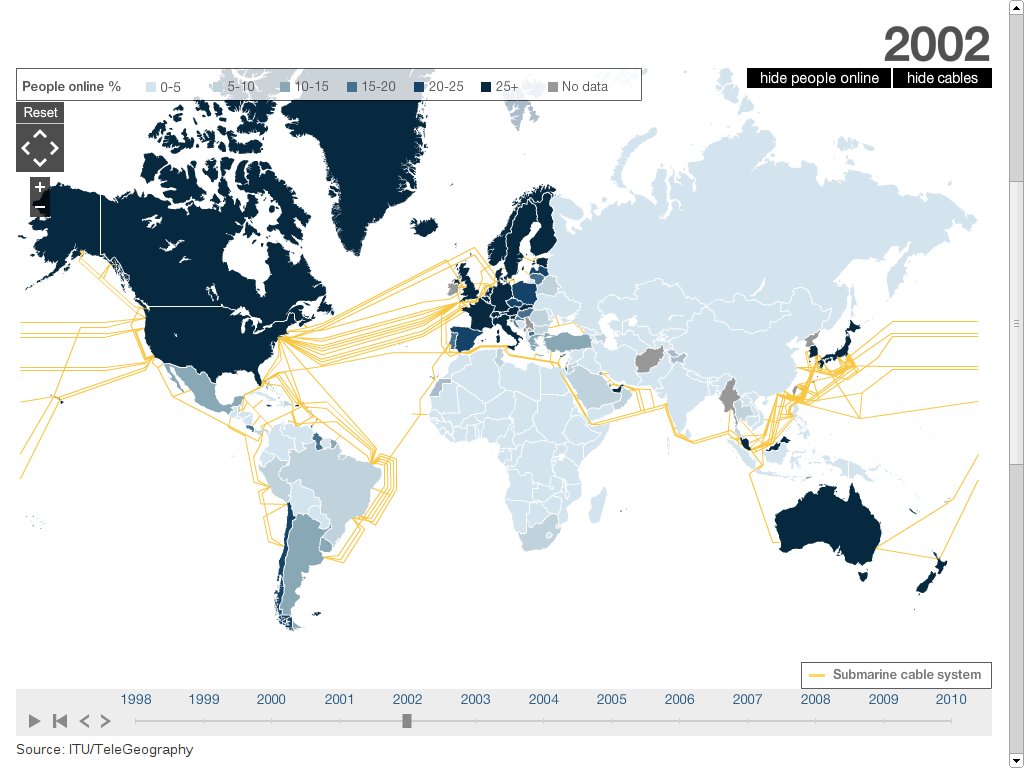 2002
hide people online hide cables
People online % 0-5 5-10 10-15 15-20 20-25 25+ No data
Reset
+
−
Submarine cable system
1998 1999 2000 2001 2002 2003 2004 2005 2006 2007 2008 2009 2010
Source: ITU/TeleGeography